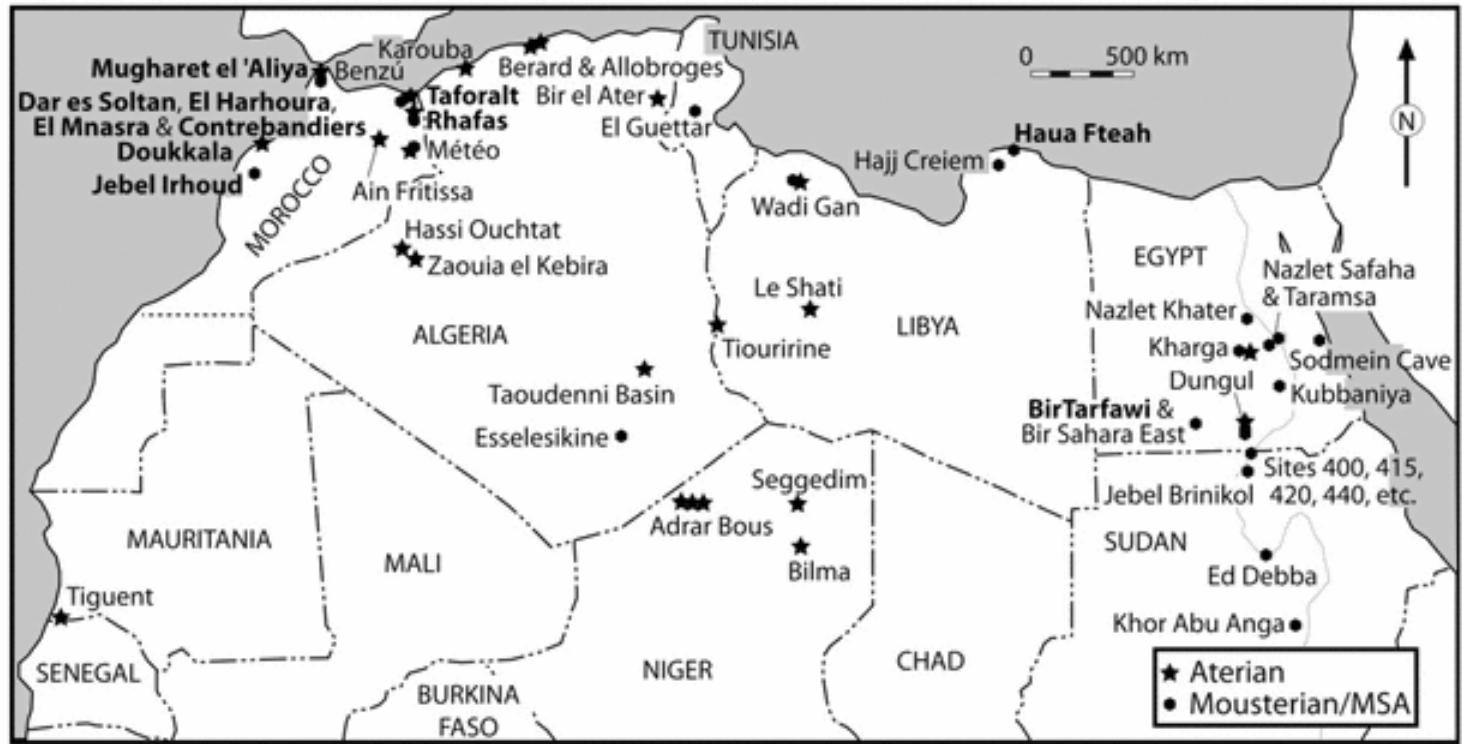 Karouba
TUNISIA
0 500 km
Mugharet el 'Aliya
Benzú
Berard & Allobroges
Dar es Soltan, El Harhoura,
El Mnasra & Contrebandiers
Taforalt
Rhafas
Bir el Ater
El Guettar
N
Doukkala
Météo
Haua Fteah
Hajj Creiem
Jebel Irhoud
Ain Fritissa
Wadi Gan
MOROCCO
Hassi Ouchtat
Zaouia el Kebira
EGYPT
Nazlet Safaha
& Taramsa
Le Shati
Nazlet Khater
ALGERIA
LIBYA
Tiouririne
Kharga
Sodmein Cave
Dungul
Kubbaniya
Taoudenni Basin
BirTarfawi &
Bir Sahara East
Esselesikine
Sites 400, 415,
420, 440, etc.
Seggedim
Jebel Brinikol
Adrar Bous
MAURITANIA
MALI
SUDAN
Bilma
Ed Debba
Tiguent
Khor Abu Anga
SENEGAL
NIGER
CHAD
BURKINA
FASO
Aterian
Mousterian/MSA